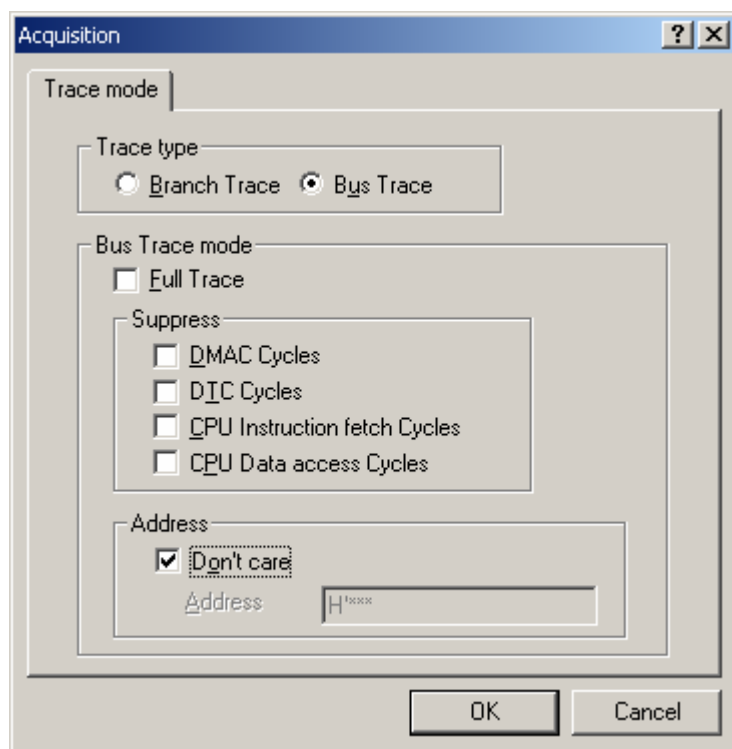 Acquisition
Trace mode
Trace type
Branch Trace Bus Trace
Bus Trace mode
Full Trace
Suppress
DMAC Cycles
DTC Cycles
CPU Instruction fetch Cycles
CPU Data access Cycles
Address
Don't care
Address H'***
OK Cancel